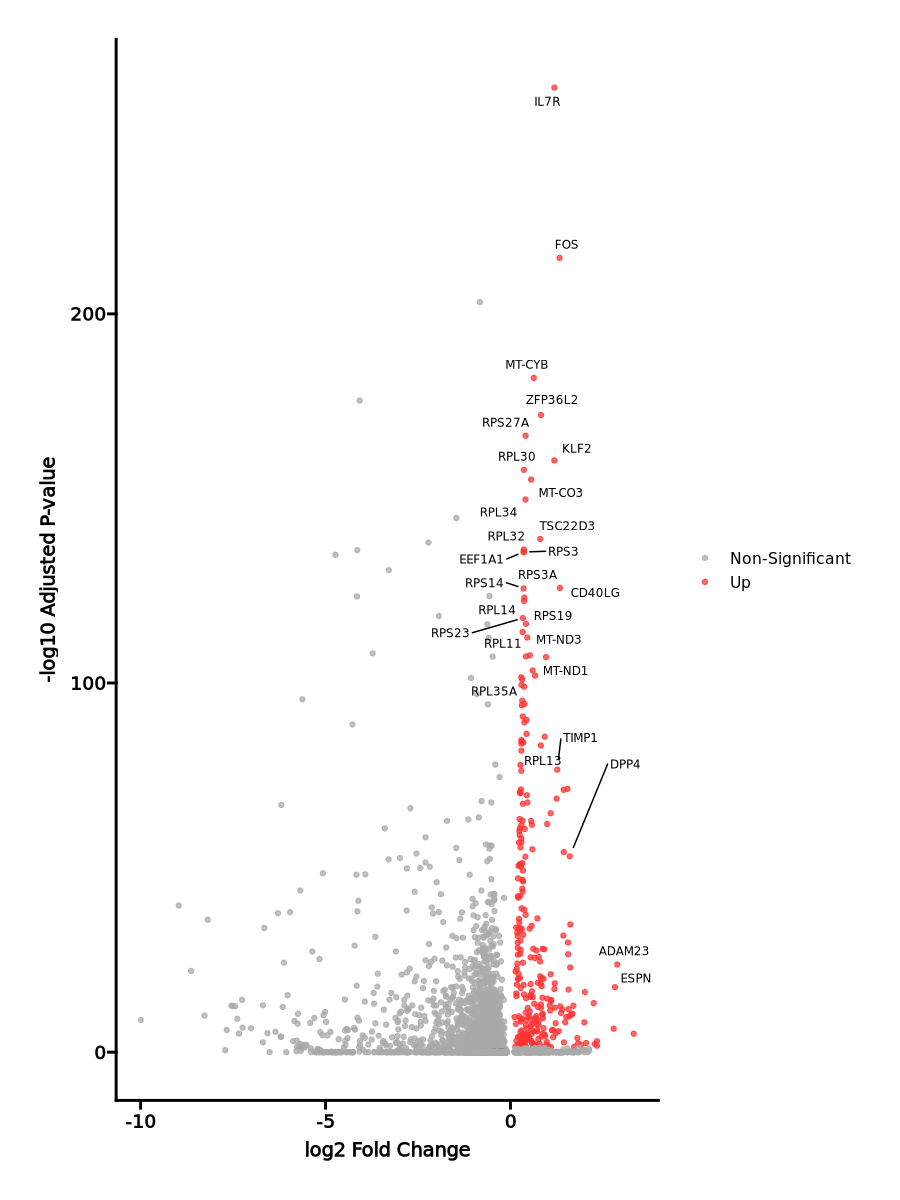 IL7R
FOS
200
MT-CYB
ZFP36L2
RPS27A
KLF2
RPL30
MT-CO3
RPL34
TSC22D3
RPL32
RPS3
EEF1A1
Non-Significant
RPS3A
RPS14
Up
CD40LG
RPL14
RPS19
RPS23
MT-ND3
RPL11
MT-ND1
100
RPL35A
TIMP1
RPL13
DPP4
ADAM23
ESPN
0
-10 -5 0
log2 Fold Change
-log10 Adjusted P-value